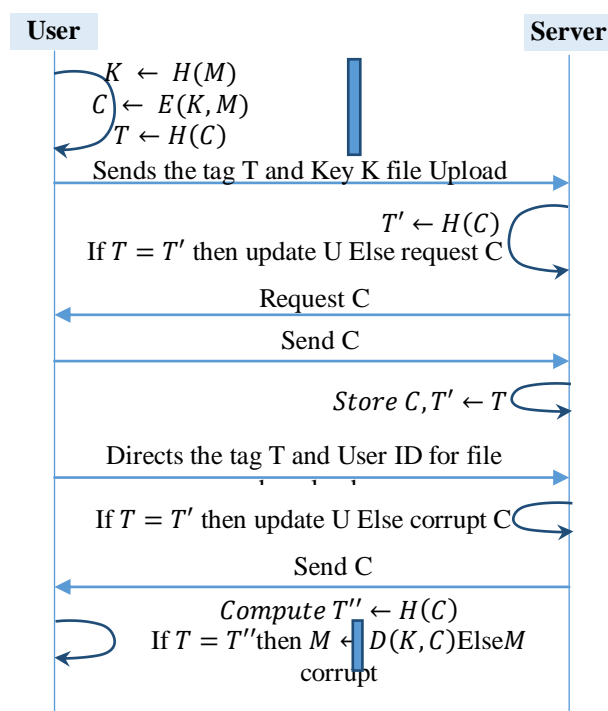 User
Server
K ← H(M)
C ← E(K, M)
T ← H(C)
Sends the tag T and Key K file Upload
T′ ← H(C)
If T = T′ then update U Else request C
Request C
Send C
Store C, T′ ← T
Directs the tag T and User ID for file
If T = T′ then update U Else corrupt C
Send C
Compute T′′ ← H(C)
If T = T′′then M ← D(K, C)ElseM
corrupt